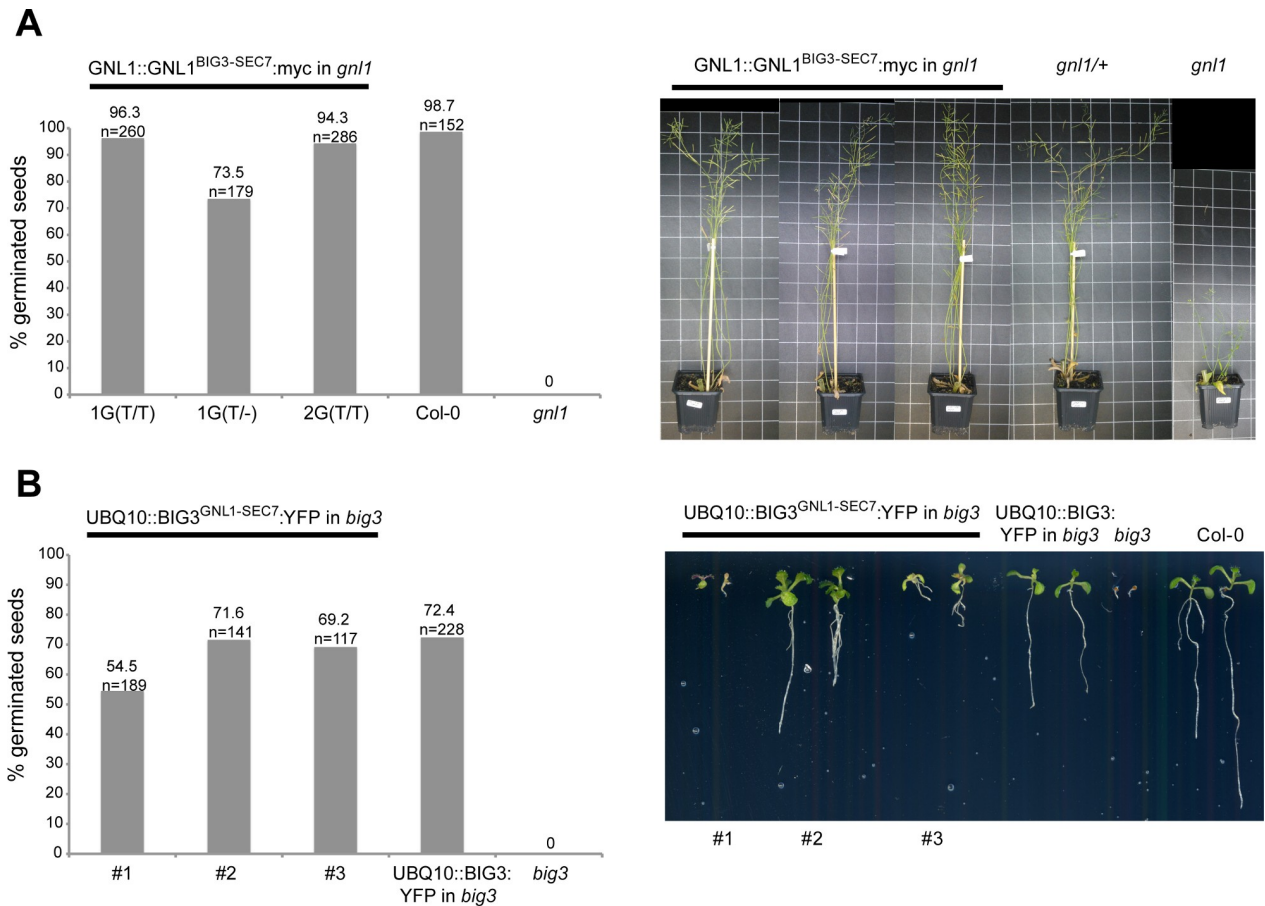 A
GNL1::GNL1BIG3-SEC7:myc in gnl1
% germinated seeds
100
90
80
70
60
50
40
30
20
10
0
96.3
n=260
73.5
n=179
94.3
n=286
98.7
n=152
0
1G(T/T) 1G(T/-) 2G(T/T) Col-0 gnl1
GNL1::GNL1BIG3-SEC7:myc in gnl1 gnl1/+ gnl1
B
UBQ10::BIG3GNL1-SEC7:YFP in big3
% germinated seeds
100
90
80
70
60
50
40
30
20
10
0
54.5
n=189
71.6
n=141
69.2
n=117
72.4
n=228
0
#1 #2 #3 UBQ10::BIG3: big3
YFP in big3
UBQ10::BIG3GNL1-SEC7:YFP in big3 UBQ10::BIG3:
YFP in big3 big3 Col-0
#1 #2 #3